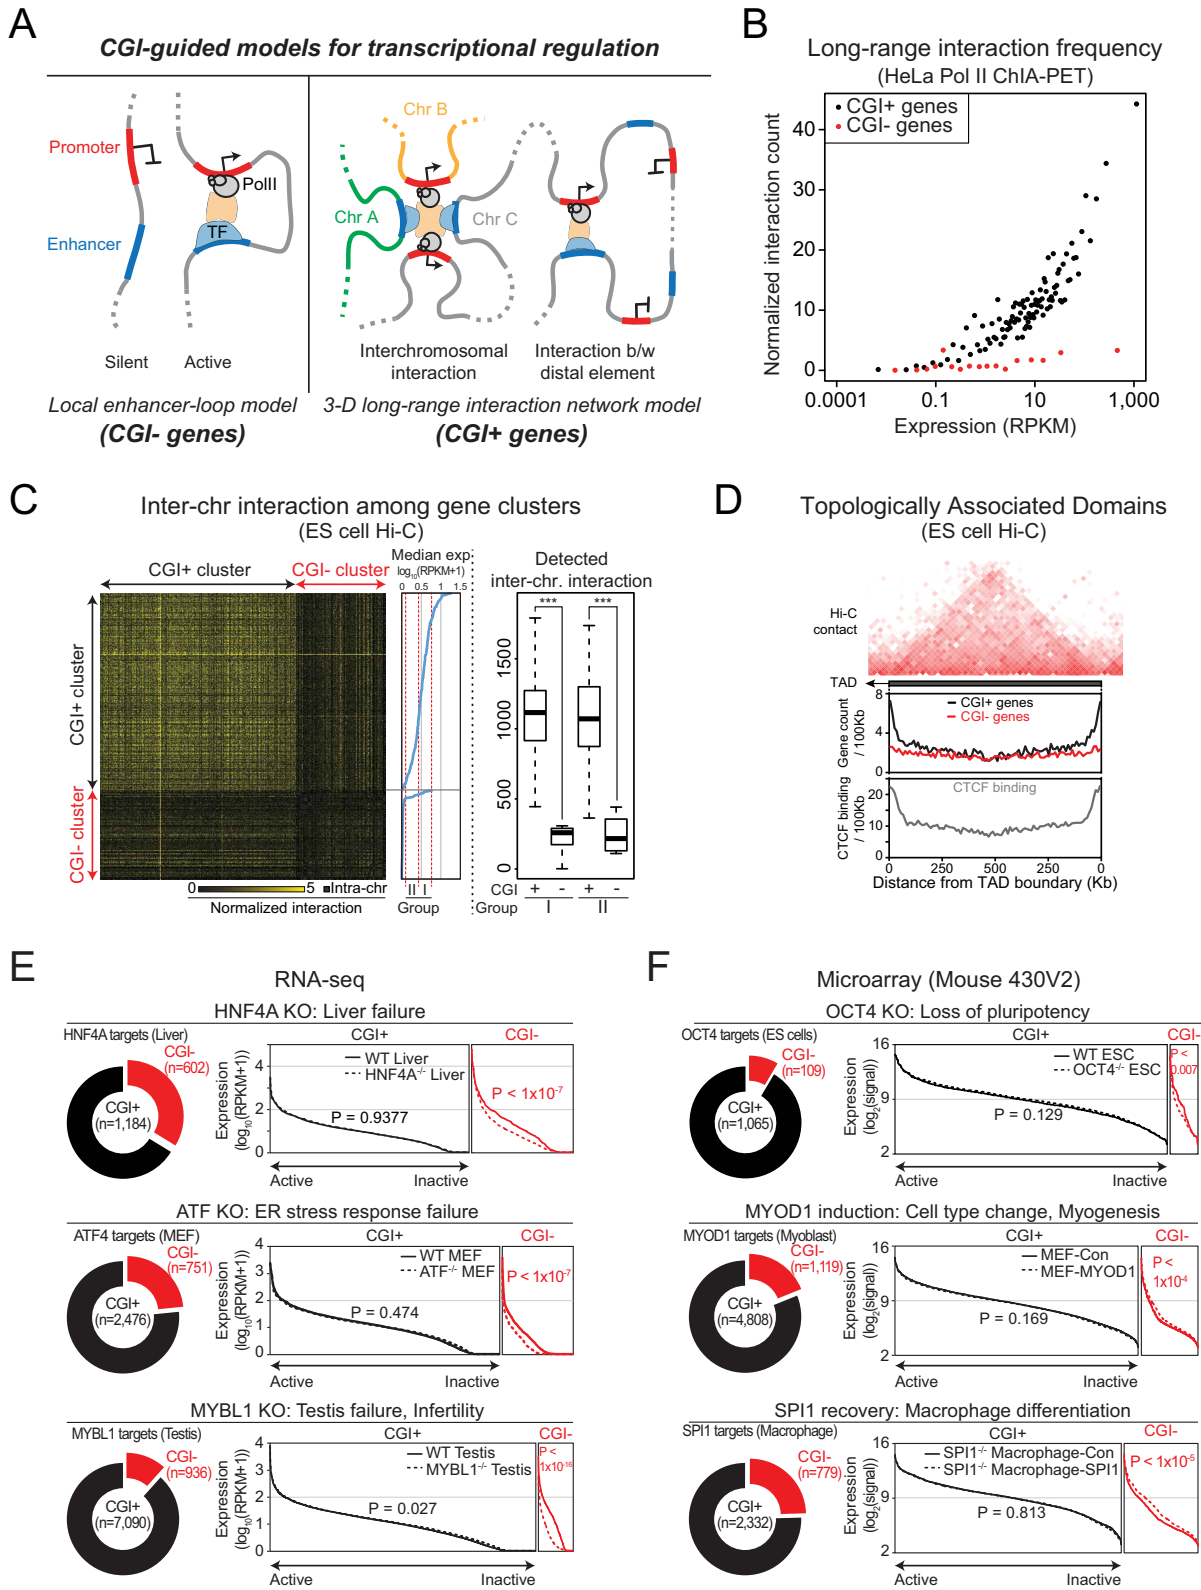 A
CGI-guided models for transcriptional regulation
Promoter
Enhancer
PolII
TF
Silent
Active
Local enhancer-loop model
(CGI- genes)
Chr A
Chr B
Chr C
Interchromosomal
interaction
Interaction b/w
distal element
3-D long-range interaction network model
(CGI+ genes)
B
Long-range interaction frequency
(HeLa Pol II ChIA-PET)
CGI+ genes
CGI- genes
Normalized interaction count
40
30
20
10
0
0.0001
0.1
10
1,000
Expression (RPKM)
C
Inter-chr interaction among gene clusters
(ES cell Hi-C)
CGI+ cluster
CGI- cluster
CGI+ cluster
CGI- cluster
Median exp
log10(RPKM+1)
0 0.5 1 1.5
0
5
Intra-chr
Normalized interaction
II I
Group
Detected
inter-chr. interaction
***
***
1500
1000
500
0
CGI + - + -
Group I II
D
Topologically Associated Domains
(ES cell Hi-C)
Hi-C
contact
TAD
Gene count
/ 100Kb
8
4
0
CGI+ genes
CGI- genes
CTCF binding
/ 100Kb
20
10
0
CTCF binding
0 250 500 250 0
Distance from TAD boundary (Kb)
E
RNA-seq
HNF4A KO: Liver failure
HNF4A targets (Liver)
CGI-
(n=602)
CGI+
(n=1,184)
Expression
(log10(RPKM+1))
4
2
0
CGI+
CGI-
WT Liver
HNF4A-/- Liver
P = 0.9377
P < 1x10-7
Active
Inactive
ATF KO: ER stress response failure
ATF4 targets (MEF)
CGI-
(n=751)
CGI+
(n=2,476)
Expression
(log10(RPKM+1))
4
3
2
1
0
CGI+
CGI-
WT MEF
ATF-/- MEF
P = 0.474
P < 1x10-7
Active
Inactive
MYBL1 KO: Testis failure, Infertility
MYBL1 targets (Testis)
CGI-
(n=936)
CGI+
(n=7,090)
Expression
(log10(RPKM+1))
4
3
2
1
0
CGI+
CGI-
WT Testis
MYBL1-/- Testis
P = 0.027
P <
1x10-16
Active
Inactive
F
Microarray (Mouse 430V2)
OCT4 KO: Loss of pluripotency
OCT4 targets (ES cells)
CGI-
(n=109)
CGI+
(n=1,065)
Expression
(log2(signal))
16
9
2
CGI+
CGI-
WT ESC
OCT4-/- ESC
P = 0.129
P <
0.007
Active
Inactive
MYOD1 induction: Cell type change, Myogenesis
MYOD1 targets (Myoblast)
CGI-
(n=1,119)
CGI+
(n=4,808)
Expression
(log2(signal))
16
9
2
CGI+
CGI-
MEF-Con
MEF-MYOD1
P = 0.169
P <
1x10-4
Active
Inactive
SPI1 recovery: Macrophage differentiation
SPI1 targets (Macrophage)
CGI-
(n=779)
CGI+
(n=2,332)
Expression
(log2(signal))
16
9
2
CGI+
CGI-
SPI1-/- Macrophage-Con
SPI1-/- Macrophage-SPI1
P = 0.813
P < 1x10-5
Active
Inactive